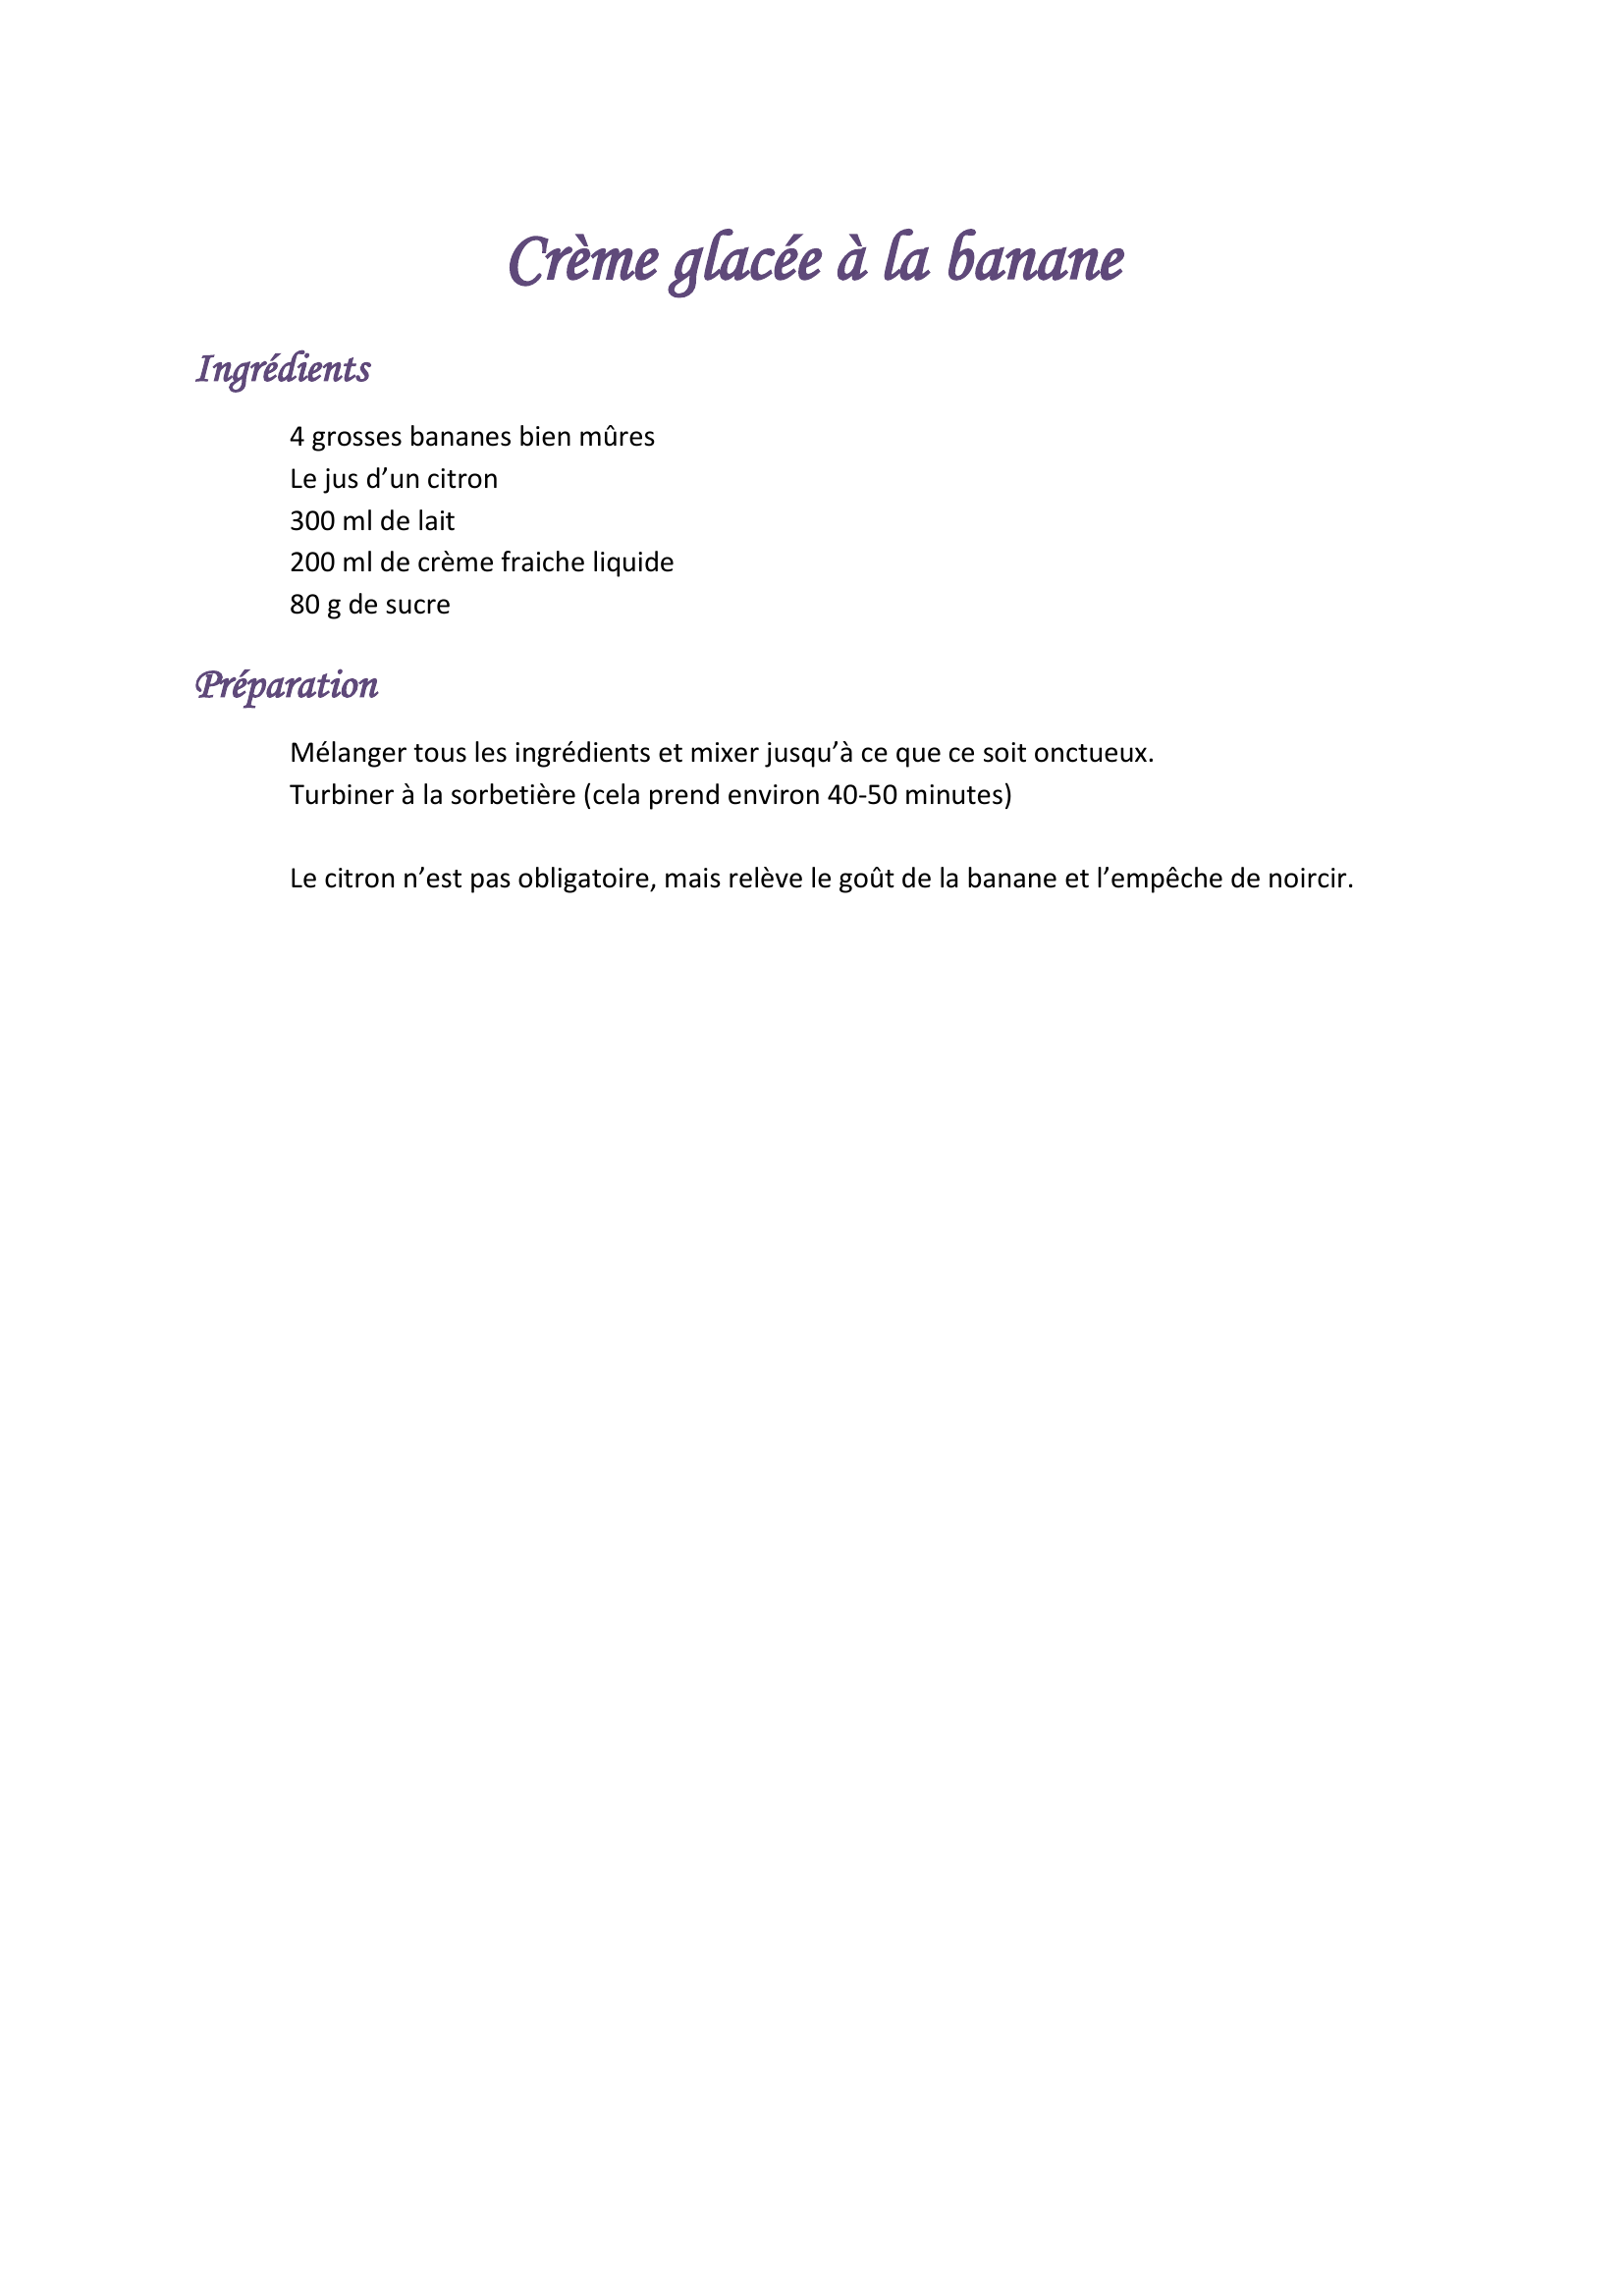 Crème glacée à la banane
Ingrédients
4 grosses bananes bien mûres
Le jus d’un citron
300 ml de lait
200 ml de crème fraiche liquide
80 g de sucre
Préparation
Mélanger tous les ingrédients et mixer jusqu’à ce que ce soit onctueux.
Turbiner à la sorbetière (cela prend environ 40-50 minutes)
Le citron n’est pas obligatoire, mais relève le goût de la banane et l’empêche de noircir.